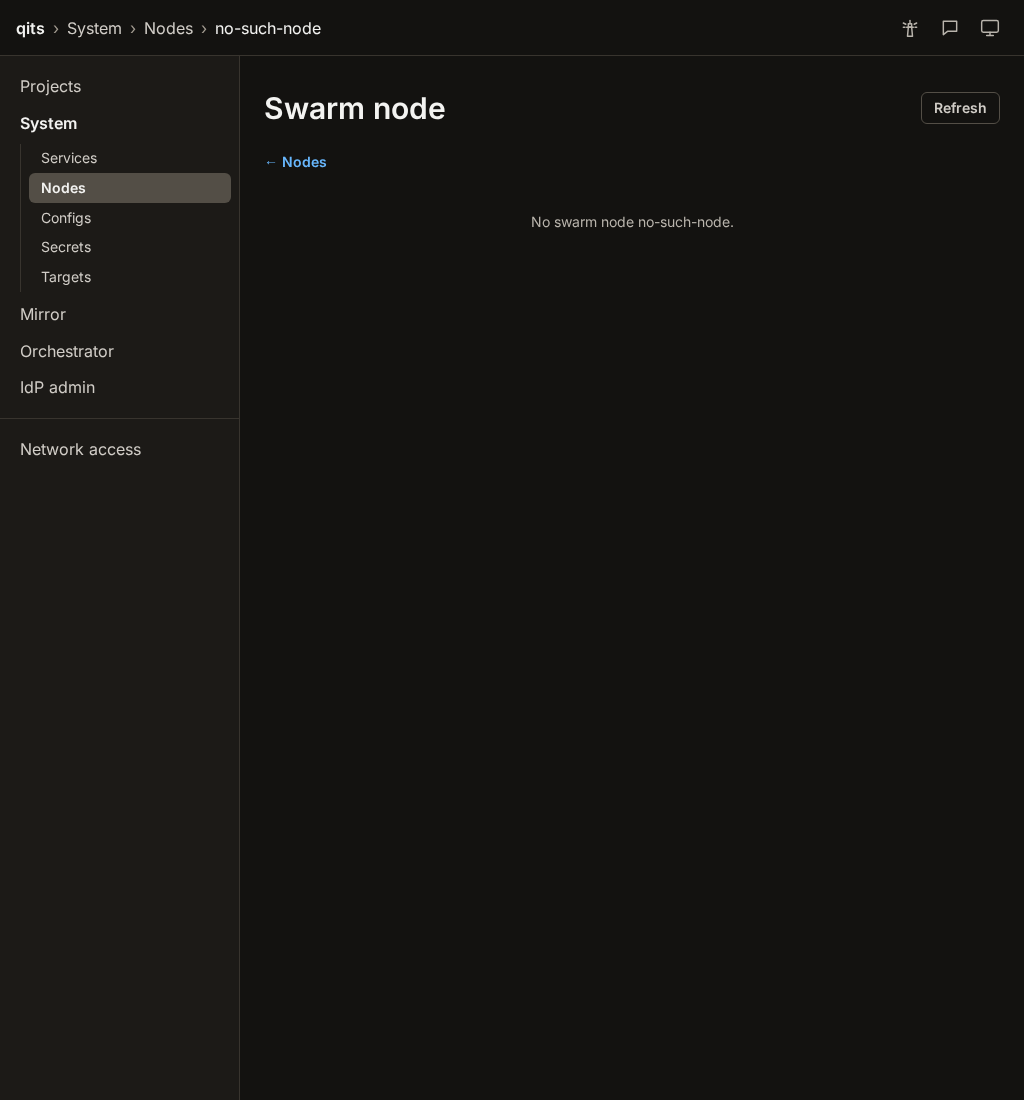 qits › System › Nodes › no-such-node
Projects
System
Services
Nodes
Configs
Secrets
Targets
Mirror
Orchestrator
IdP admin
Network access
Swarm node
Refresh
← Nodes
No swarm node no-such-node.